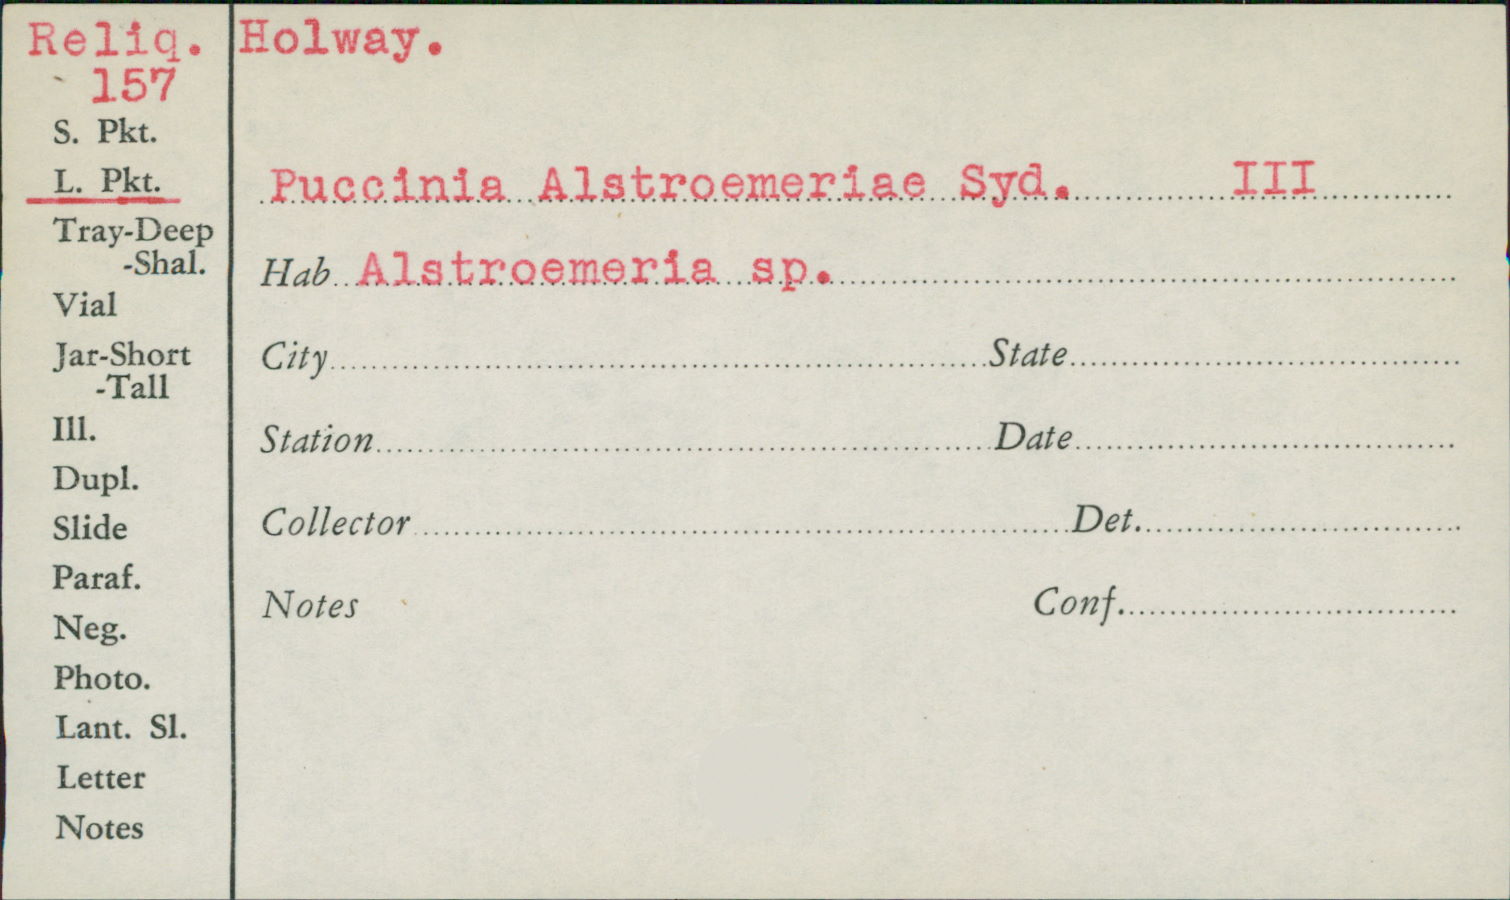 Reliq. Holway.
157
S. Pkt.
L. Pkt.
Tray-Deep
-Shal.
Vial
Jar-Short
-Tall
Ill.
Dupl.
Slide
Paraf.
Neg.
Photo.
Lant. Sl.
Letter
Notes
Puccinia Alstroemeriae Syd. III
Hab Alstroemeria sp.
City State
Station Date
Collector Det.
Notes Conf.